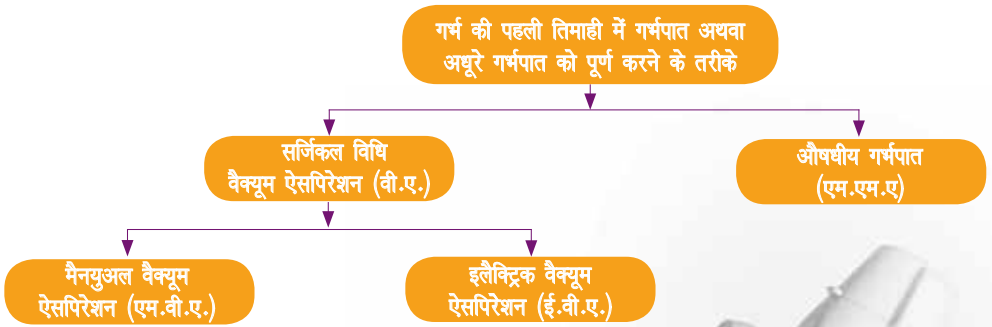 गर्भ की पहली तिमाही में गर्भपात अथवा
अधूरे गर्भपात को पूर्ण करने के तरीके
सर्जिकल विधि
वैक्यूम ऐसपिरेशन (वी.ए.)
औषधीय गर्भपात
(एम.एम.ए)
मैनयुअल वैक्यूम
ऐसपिरेशन (एम.वी.ए.)
इलैक्ट्रिक वैक्यूम
ऐसपिरेशन (ई.वी.ए.)